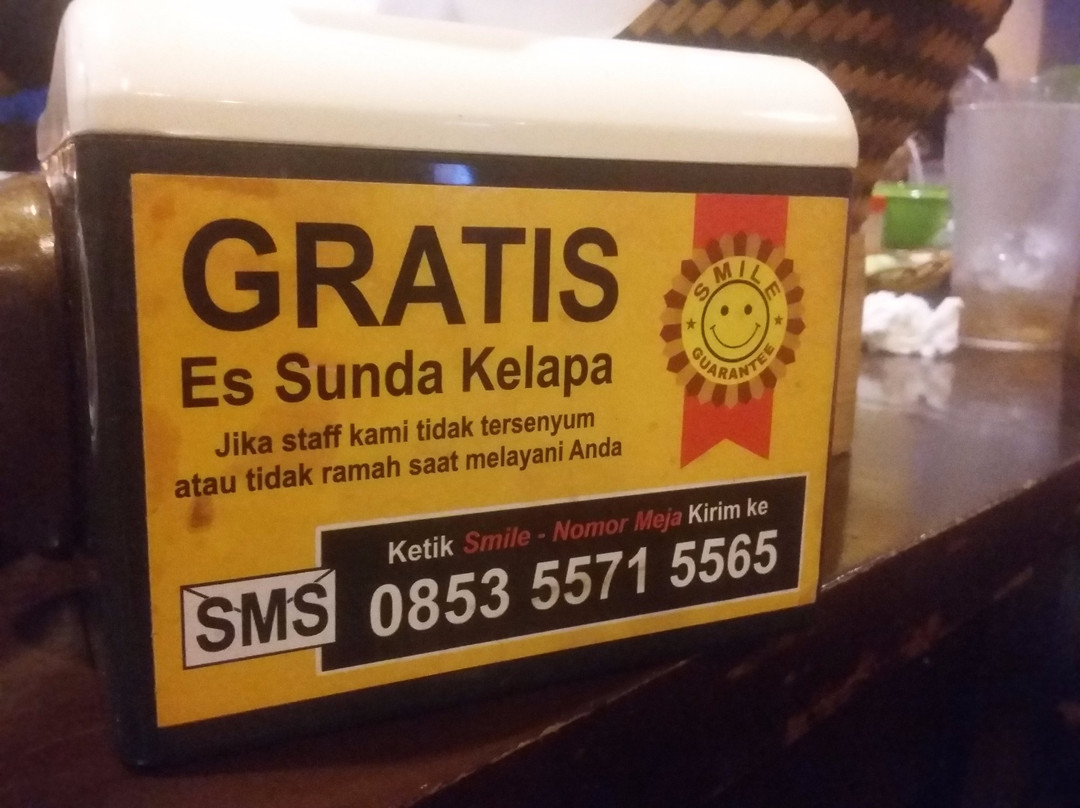 GRATIS
Es Sunda Kelapa
Jika staff kami tidak tersenyum
atau tidak ramah saat melayani Anda
SMILE
GUARANTEE
Ketik Smile - Nomor Meja Kirim ke
0853 5571 5565
SMS